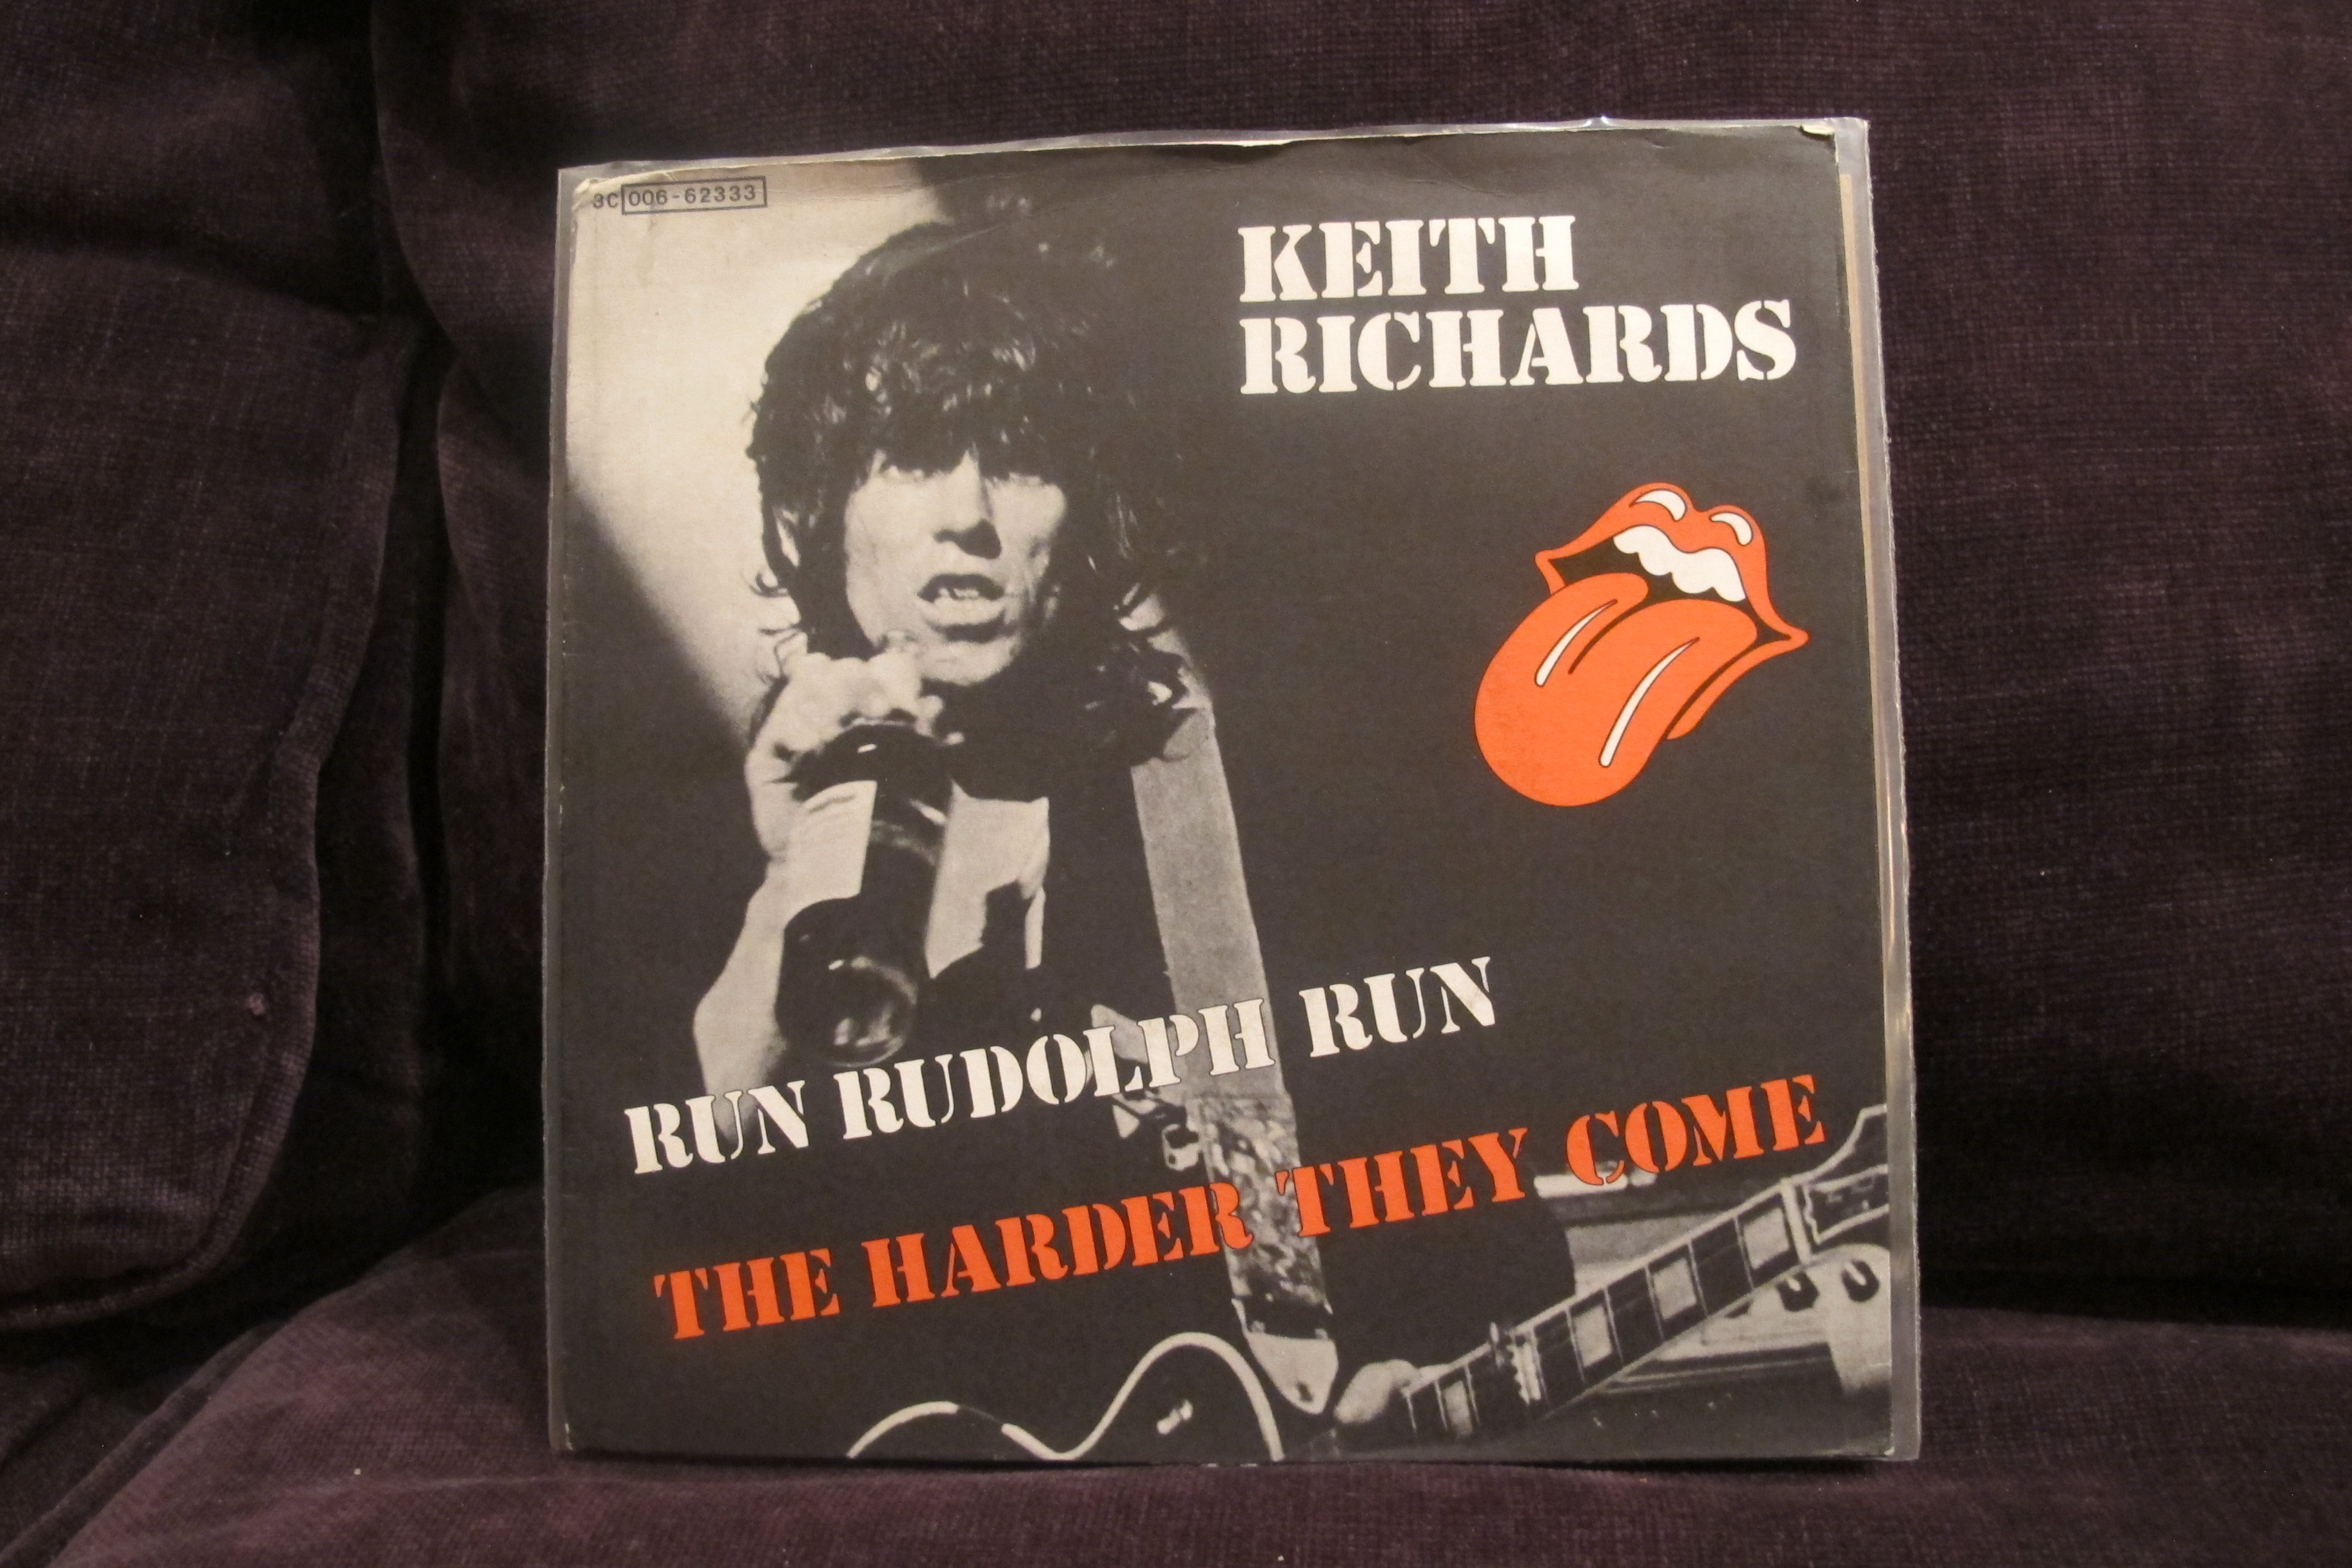 3C 006-62333
KEITH
RICHARDS
RUN RUDOLPH RUN
THE HARDER THEY COME